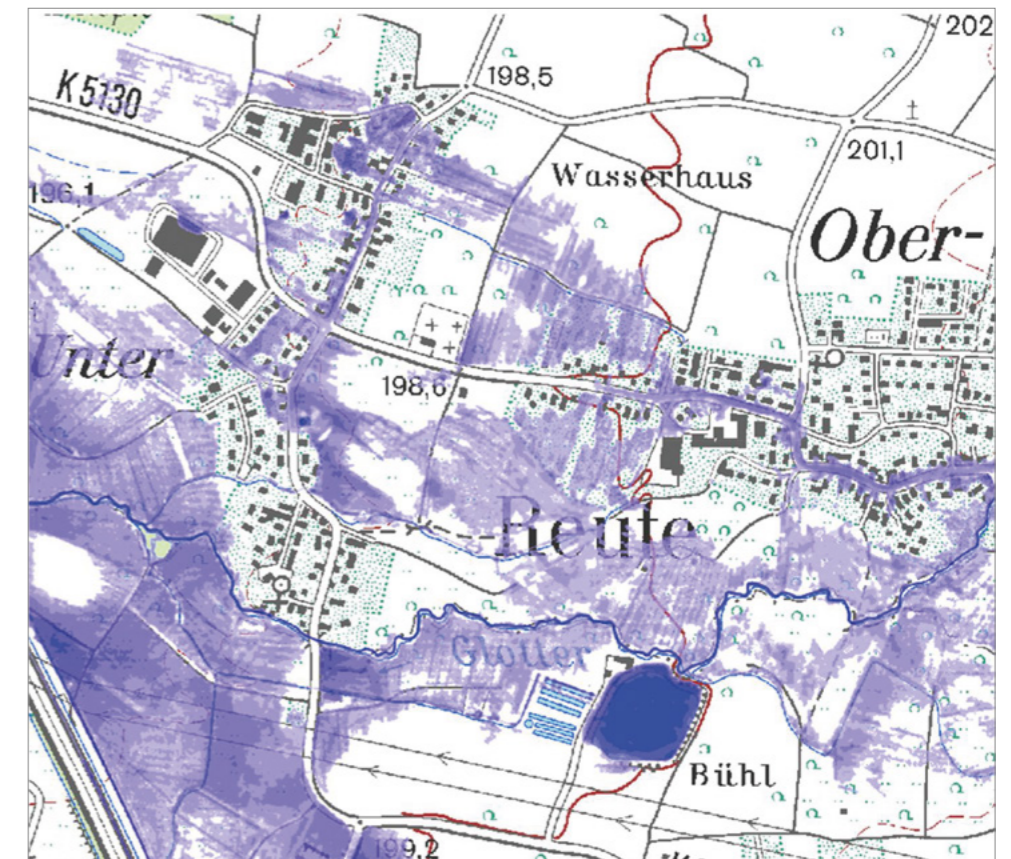 202
198,5
K 5130
201,1
Wasserhaus
196,1
Ober-
Unter-
198,6
Reute
Glotter
Bühl
199,2